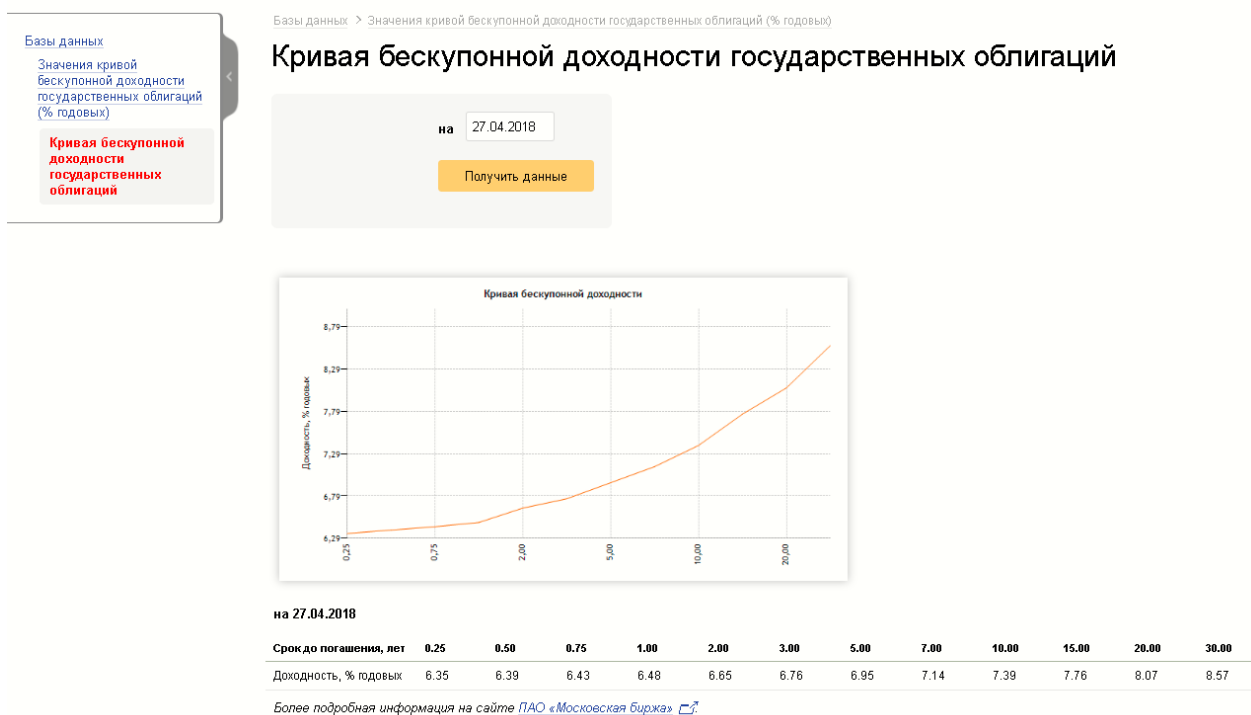 Базы данных > Значения кривой бескупонной доходности государственных облигаций (% годовых)
Базы данных
Значения кривой
бескупонной доходности
государственных облигаций
(% годовых)
Кривая бескупонной
доходности
государственных
облигаций
Кривая бескупонной доходности государственных облигаций
на 27.04.2018
Получить данные
Кривая бескупонной доходности
Доходность, % годовых
8,79
8,29
7,79
7,29
6,79
6,29
0,25 0,75 2,00 5,00 10,00 20,00
на 27.04.2018
Срок до погашения, лет 0.25 0.50 0.75 1.00 2.00 3.00 5.00 7.00 10.00 15.00 20.00 30.00
Доходность, % годовых 6.35 6.39 6.43 6.48 6.65 6.76 6.95 7.14 7.39 7.76 8.07 8.57
Более подробная информация на сайте ПАО «Московская биржа».